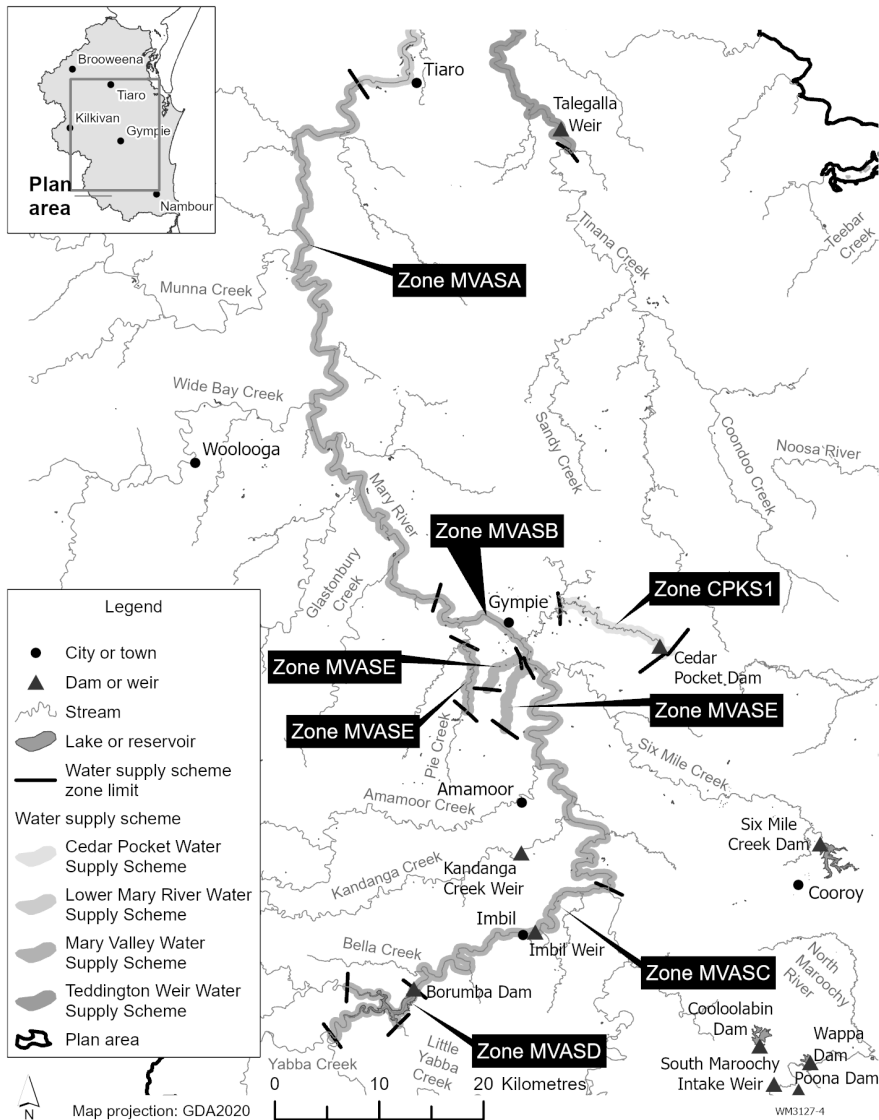 Brooweena
Tiaro
Kilkivan
Gympie
Plan
area
Nambour
Tiaro
Talegalla
Weir
Tinana Creek
Teebar
Creek
Zone MVASA
Munna Creek
Wide Bay Creek
Woolooga
Sandy Creek
Coondoo Creek
Noosa River
Mary River
Zone MVASB
Glastonbury
Creek
Gympie
Zone CPKS1
Cedar
Pocket Dam
Zone MVASE
Zone MVASE
Zone MVASE
Pie Creek
Six Mile Creek
Amamoor
Amamoor Creek
Six Mile
Creek Dam
Kandanga
Creek Weir
Kandanga Creek
Cooroy
Imbil
Imbil Weir
Bella Creek
North
Maroochy
River
Zone MVASC
Borumba Dam
Cooloolabin
Dam
Wappa
Dam
Zone MVASD
Little
Yabba
Creek
Yabba Creek
South Maroochy
Intake Weir
Poona Dam
Legend
City or town
Dam or weir
Stream
Lake or reservoir
Water supply scheme
zone limit
Water supply scheme
Cedar Pocket Water
Supply Scheme
Lower Mary River Water
Supply Scheme
Mary Valley Water
Supply Scheme
Teddington Weir Water
Supply Scheme
Plan area
N
Map projection: GDA2020
0 10 20 Kilometres
WM3127-4